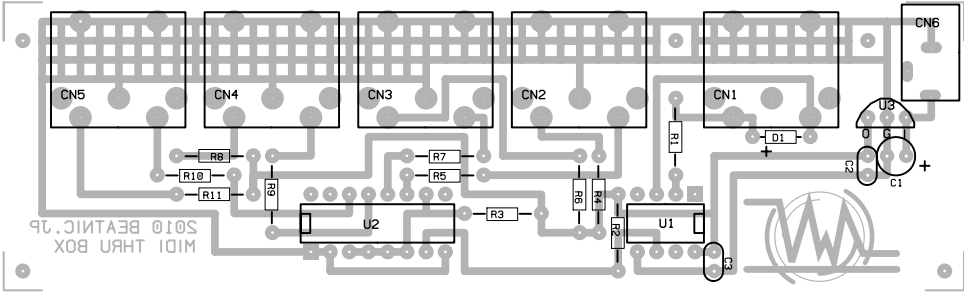 CN6
CN5
CN4
CN3
CN2
CN1
U3
O G I
R1
D1
+
R8
R7
C2
+
R10
R5
C1
R11
R9
R6
R4
R3
2010 BEATNIC.JP
U2
R2
U1
MIDI THRU BOX
C3